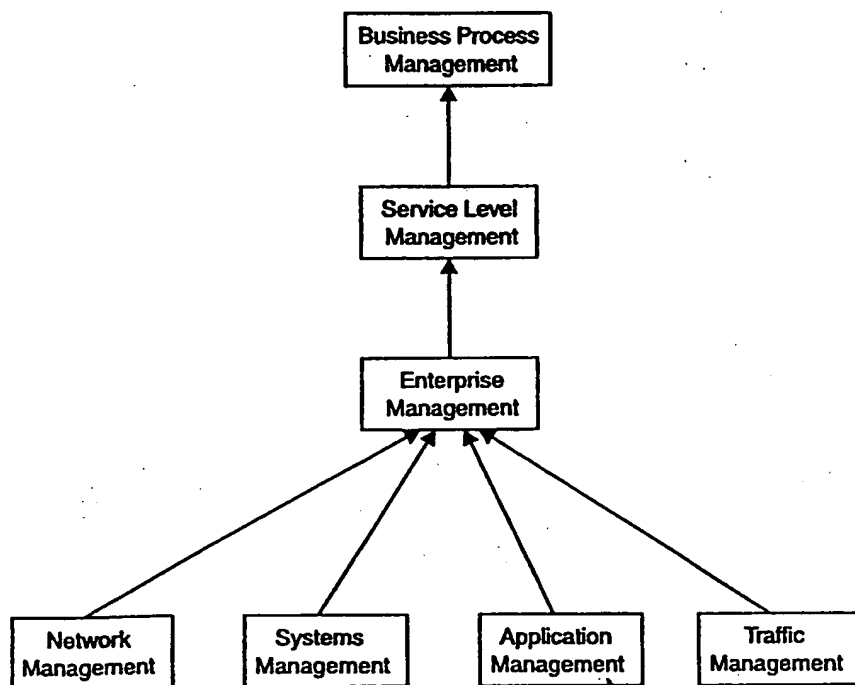 Business Process
Management
Service Level
Management
Enterprise
Management
Network
Management
Systems
Management
Application
Management
Traffic
Management